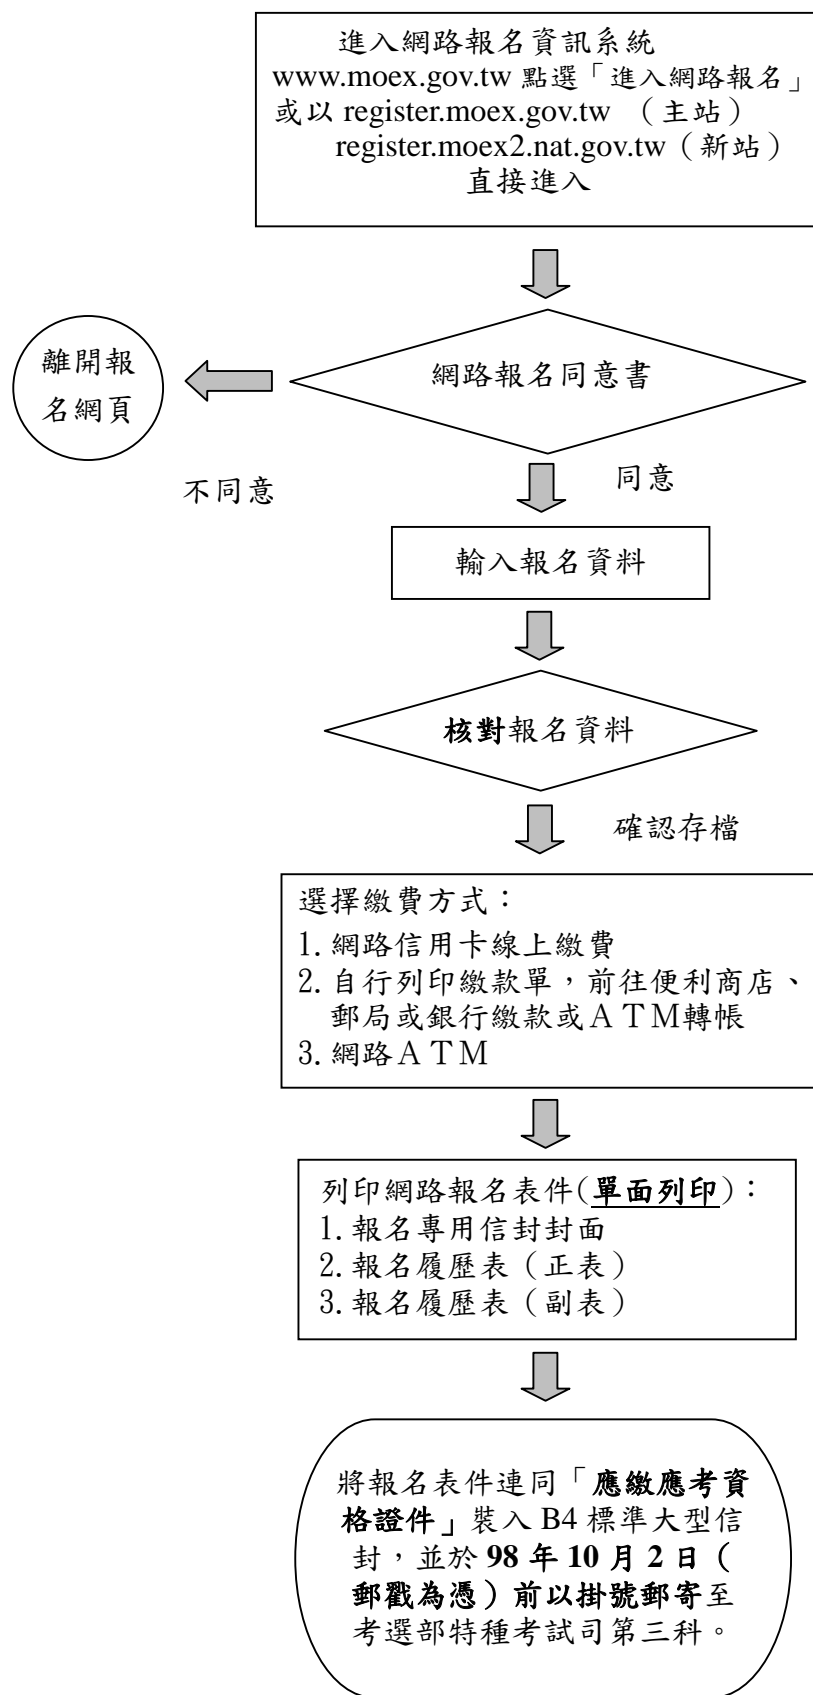 進入網路報名資訊系統
www.moex.gov.tw 點選「進入網路報名」
或以 register.moex.gov.tw （主站）
register.moex2.nat.gov.tw（新站）
直接進入
網路報名同意書
離開報
名網頁
不同意
同意
輸入報名資料
核對報名資料
確認存檔
選擇繳費方式：
1.網路信用卡線上繳費
2.自行列印繳款單，前往便利商店、
郵局或銀行繳款或ＡＴＭ轉帳
3.網路ＡＴＭ
列印網路報名表件(單面列印)：
1.報名專用信封封面
2.報名履歷表（正表）
3.報名履歷表（副表）
將報名表件連同「應繳應考資
格證件」裝入 B4 標準大型信
封，並於 98 年 10 月 2 日（
郵戳為憑）前以掛號郵寄至
考選部特種考試司第三科。